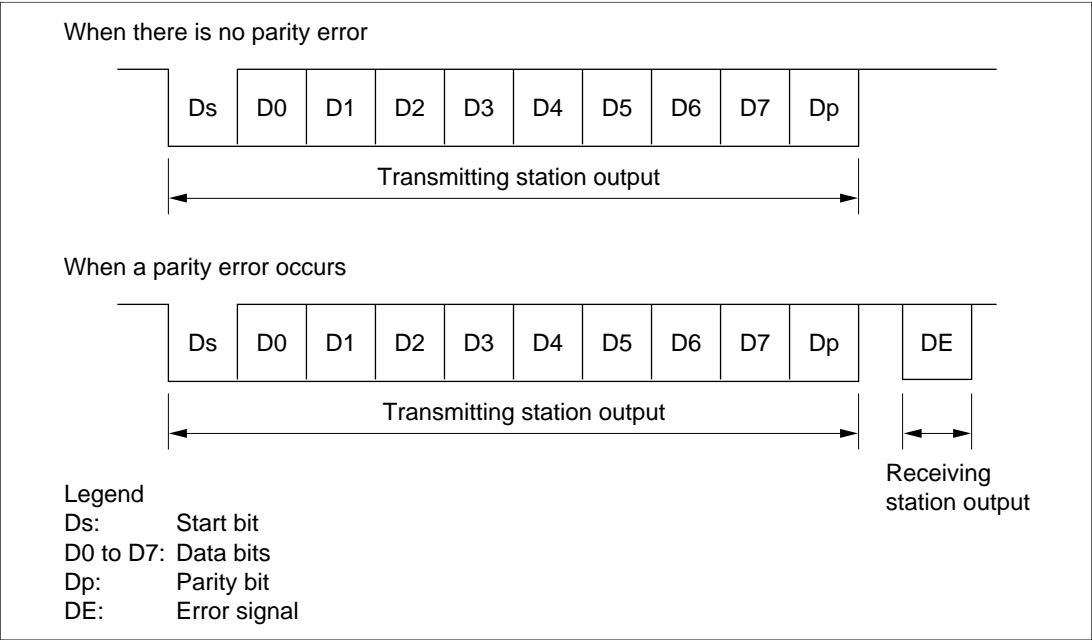 When there is no parity error
Ds D0 D1 D2 D3 D4 D5 D6 D7 Dp
Transmitting station output
When a parity error occurs
Ds D0 D1 D2 D3 D4 D5 D6 D7 Dp DE
Transmitting station output
Receiving
station output
Legend
Ds: Start bit
D0 to D7: Data bits
Dp: Parity bit
DE: Error signal